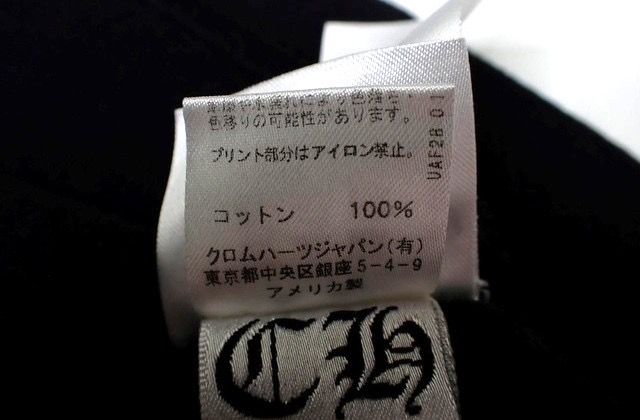 色移りの可能性があります。
プリント部分はアイロン禁止。
UAF28 01
コットン 100%
クロムハーツジャパン(有)
東京都中央区銀座5-4-9
アメリカ製
CH